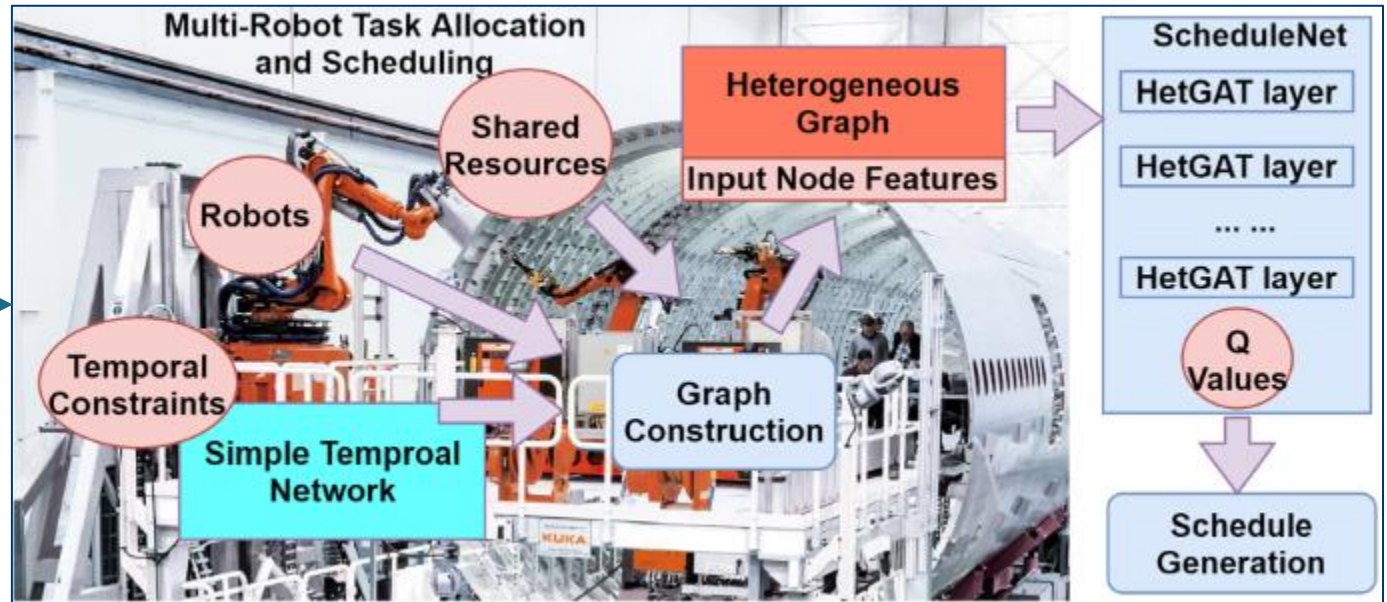 Multi-Robot Task Allocation
and Scheduling
Shared
Resources
Robots
Temporal
Constraints
Simple Temproal
Network
Graph
Construction
Heterogeneous
Graph
Input Node Features
KUKA
ScheduleNet
HetGAT layer
HetGAT layer
... ...
HetGAT layer
Q
Values
Schedule
Generation